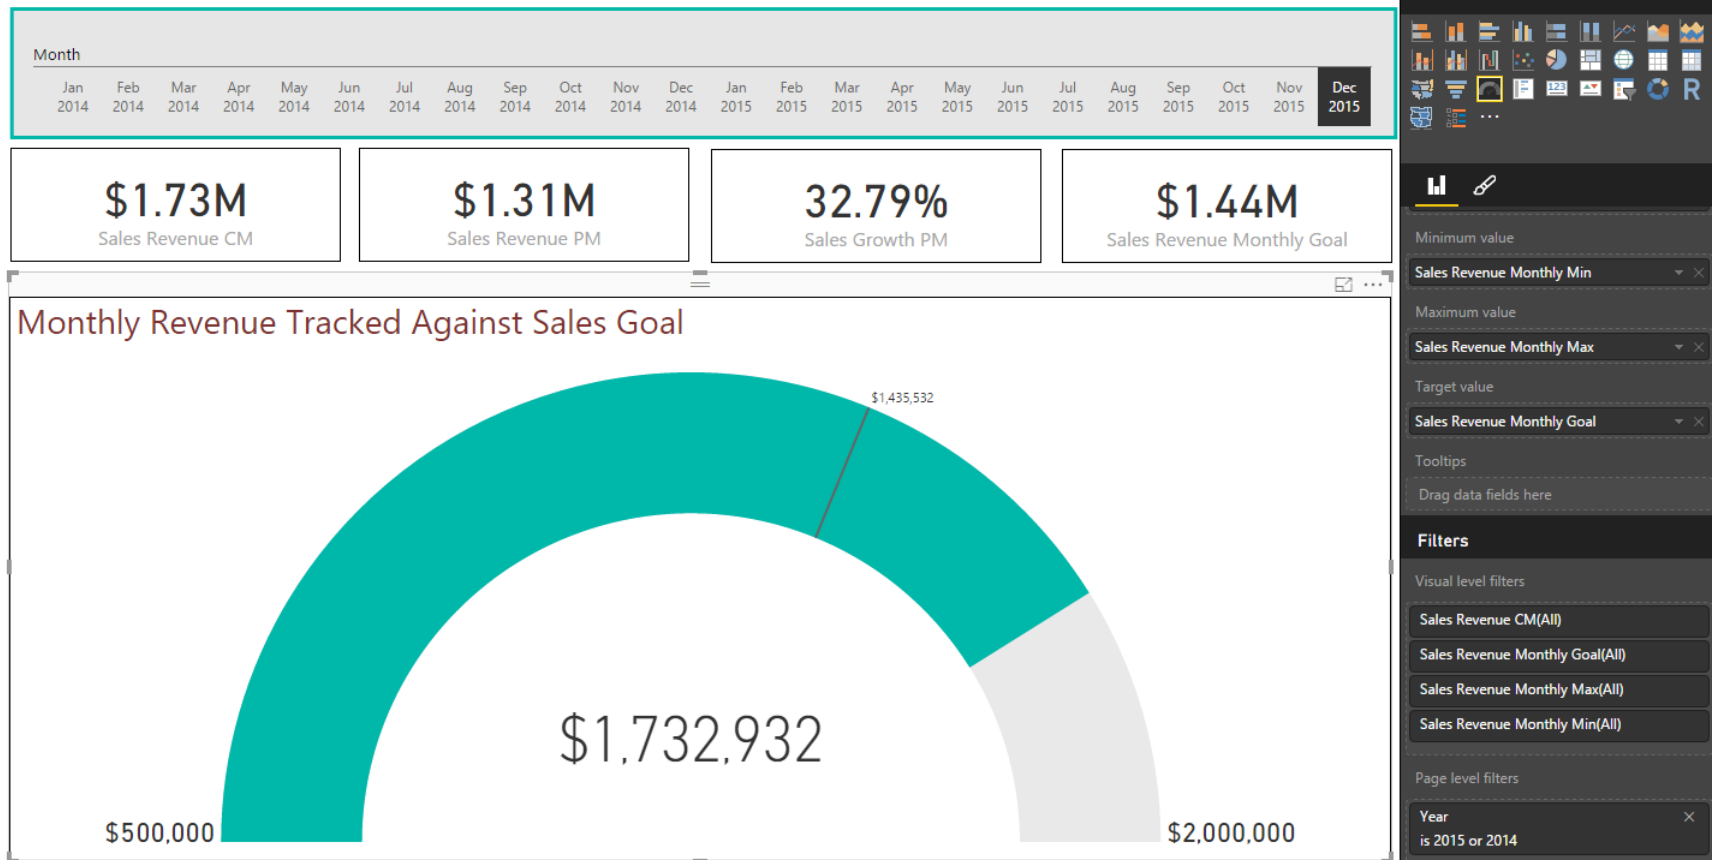 Month
Jan Feb Mar Apr May Jun Jul Aug Sep Oct Nov Dec Jan Feb Mar Apr May Jun Jul Aug Sep Oct Nov Dec
2014 2014 2014 2014 2014 2014 2014 2014 2014 2014 2014 2014 2015 2015 2015 2015 2015 2015 2015 2015 2015 2015 2015 2015
$1.73M
Sales Revenue CM
$1.31M
Sales Revenue PM
32.79%
Sales Growth PM
$1.44M
Sales Revenue Monthly Goal
Monthly Revenue Tracked Against Sales Goal
$1,435,532
$1,732,932
$500,000
$2,000,000
123
R
Minimum value
Sales Revenue Monthly Min
Maximum value
Sales Revenue Monthly Max
Target value
Sales Revenue Monthly Goal
Tooltips
Drag data fields here
Filters
Visual level filters
Sales Revenue CM(All)
Sales Revenue Monthly Goal(All)
Sales Revenue Monthly Max(All)
Sales Revenue Monthly Min(All)
Page level filters
Year
is 2015 or 2014